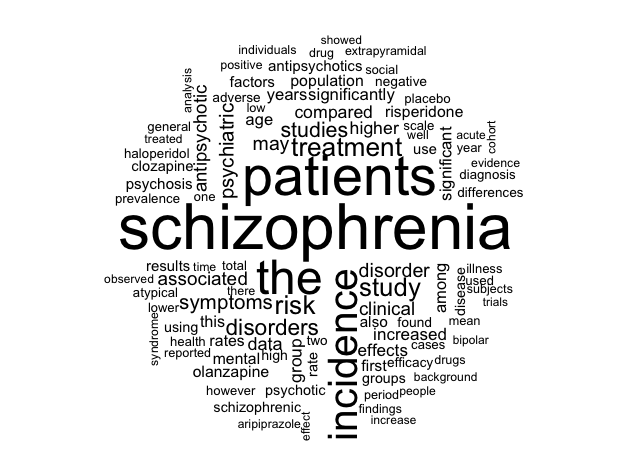 showed
individuals drug extrapyramidal
positive antipsychotics social
analysis factors population negative
adverse years significantly placebo
low
antipsychotic psychiatric age compared risperidone
general studies higher scale
treated may treatment well use significant acute cohort
haloperidol year
clozapine evidence
psychosis patients diagnosis
prevalence one differences
schizophrenia
results time total the disorder among illness
observed associated there incidence study disease used
atypical symptoms risk clinical subjects
lower trials
syndrome using this disorders also found mean
health rates data group two increased bipolar
reported mental high rate effects cases
olanzapine first efficacy drugs
groups background
however psychotic period people
schizophrenic findings
aripiprazole effect increase